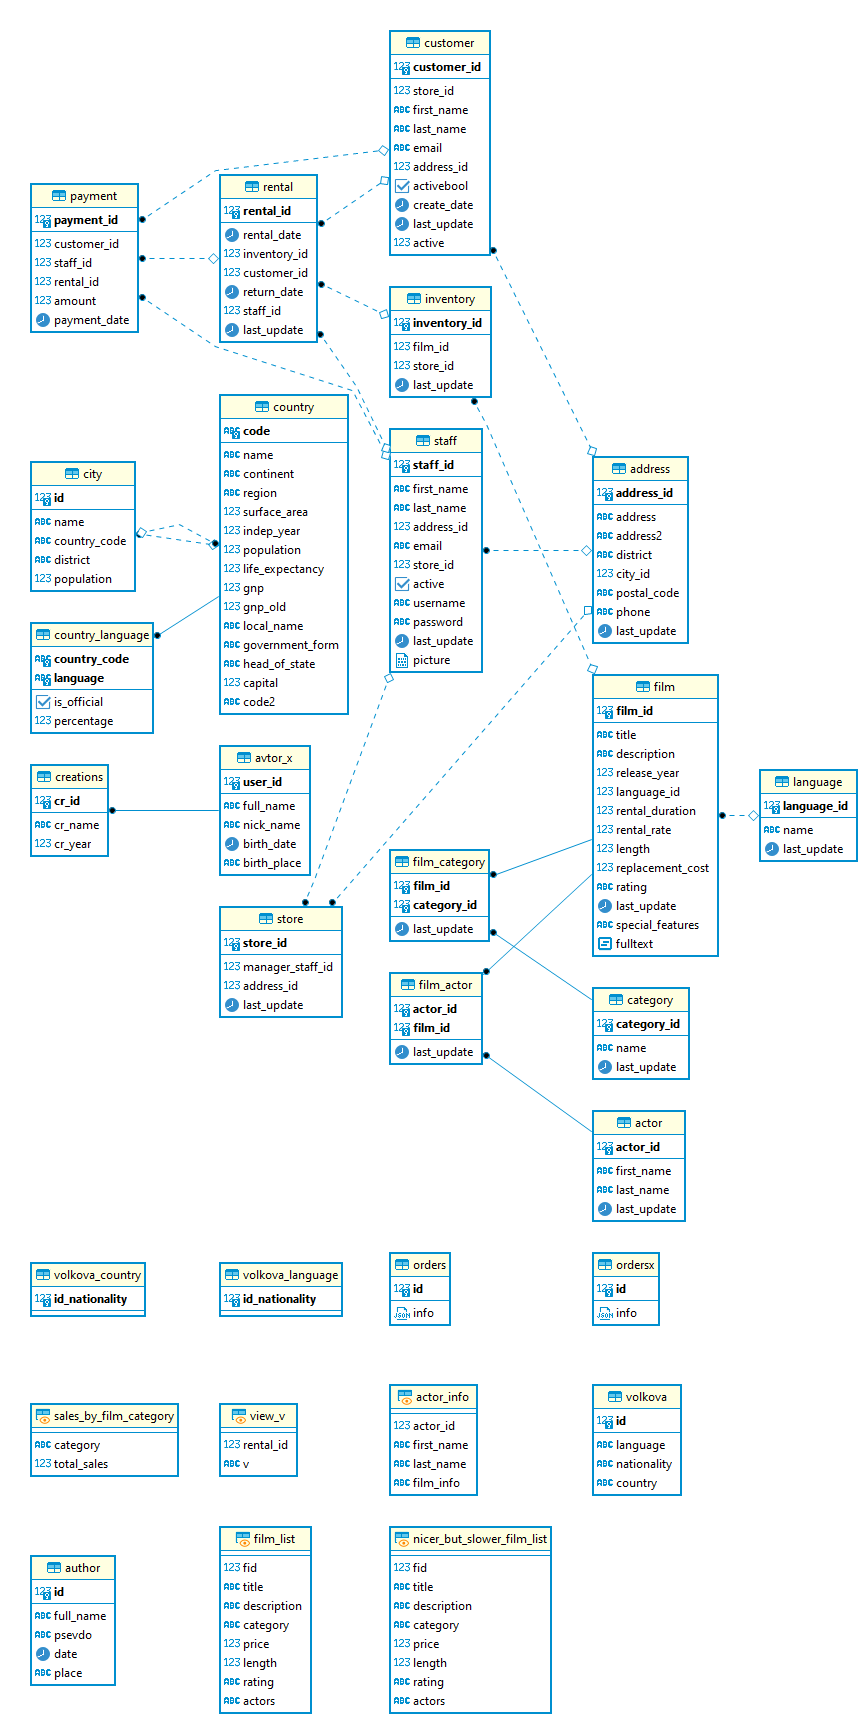 customer
123 customer_id
123 store_id
ABC first_name
ABC last_name
ABC email
123 address_id
activebool
create_date
last_update
123 active
payment
123 payment_id
123 customer_id
123 staff_id
123 rental_id
123 amount
payment_date
rental
123 rental_id
rental_date
123 inventory_id
123 customer_id
return_date
123 staff_id
last_update
inventory
123 inventory_id
123 film_id
123 store_id
last_update
country
ABC code
ABC name
ABC continent
ABC region
123 surface_area
123 indep_year
123 population
123 life_expectancy
123 gnp
123 gnp_old
ABC local_name
ABC government_form
ABC head_of_state
123 capital
ABC code2
staff
123 staff_id
ABC first_name
ABC last_name
123 address_id
ABC email
123 store_id
active
ABC username
ABC password
last_update
picture
address
123 address_id
ABC address
ABC address2
ABC district
123 city_id
ABC postal_code
ABC phone
last_update
city
123 id
ABC name
ABC country_code
ABC district
123 population
country_language
ABC country_code
ABC language
is_official
123 percentage
film
123 film_id
ABC title
ABC description
123 release_year
123 language_id
123 rental_duration
123 rental_rate
123 length
123 replacement_cost
ABC rating
last_update
ABC special_features
fulltext
language
123 language_id
ABC name
last_update
creations
123 cr_id
ABC cr_name
123 cr_year
avtor_x
123 user_id
ABC full_name
ABC nick_name
birth_date
ABC birth_place
film_category
123 film_id
123 category_id
last_update
store
123 store_id
123 manager_staff_id
123 address_id
last_update
film_actor
123 actor_id
123 film_id
last_update
category
123 category_id
ABC name
last_update
actor
123 actor_id
ABC first_name
ABC last_name
last_update
volkova_country
123 id_nationality
volkova_language
123 id_nationality
orders
123 id
JSON info
ordersx
123 id
JSON info
sales_by_film_category
ABC category
123 total_sales
view_v
123 rental_id
ABC v
actor_info
123 actor_id
ABC first_name
ABC last_name
ABC film_info
volkova
123 id
ABC language
ABC nationality
ABC country
author
123 id
ABC full_name
ABC psevdo
date
ABC place
film_list
123 fid
ABC title
ABC description
ABC category
123 price
123 length
ABC rating
ABC actors
nicer_but_slower_film_list
123 fid
ABC title
ABC description
ABC category
123 price
123 length
ABC rating
ABC actors